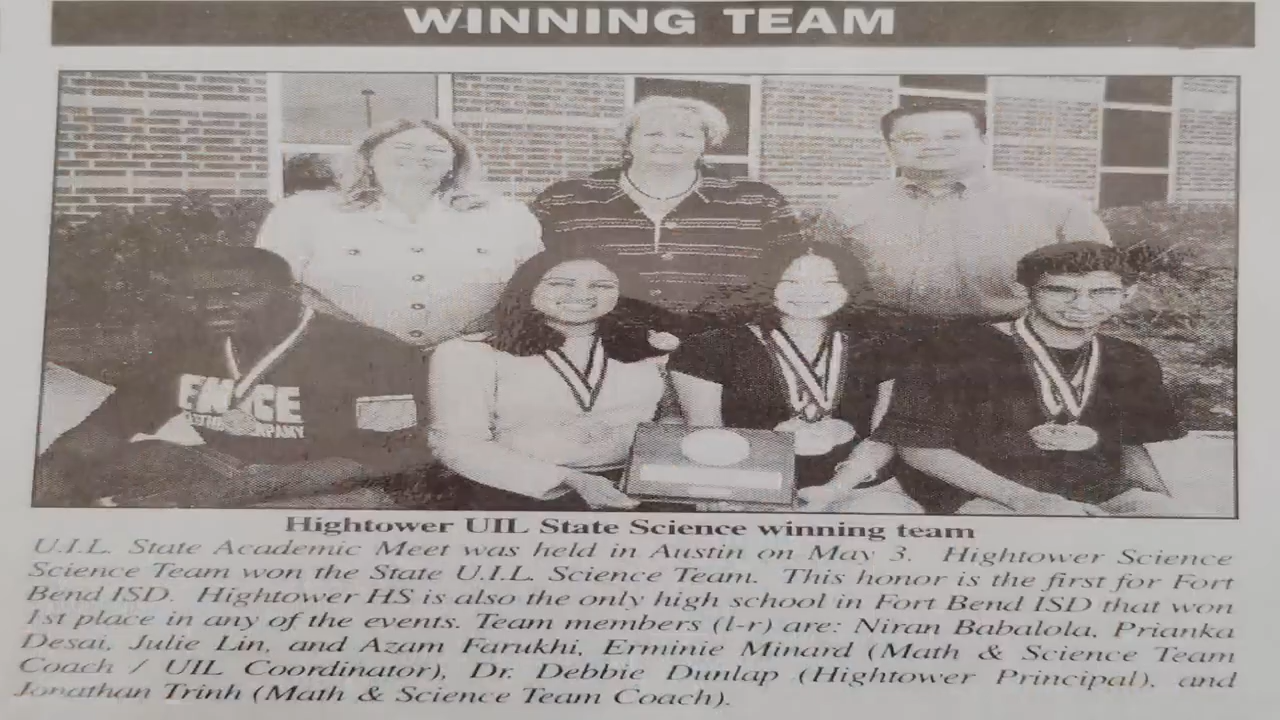 WINNING TEAM
Hightower UIL State Science winning team
U.I.L. State Academic Meet was held in Austin on May 3. Hightower Science
Science Team won the State U.I.L. Science Team. This honor is the first for Fort
Bend ISD. Hightower HS is also the only high school in Fort Bend ISD that won
1st place in any of the events. Team members (l-r) are: Niran Babalola, Prianka
Desai, Julie Lin, and Azam Farukhi, Erminie Minard (Math & Science Team
Coach / UIL Coordinator), Dr. Debbie Dunlap (Hightower Principal), and
Jonathan Trinh (Math & Science Team Coach).